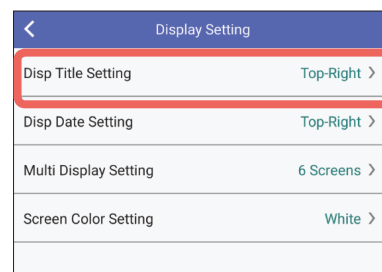 Display Setting
Disp Title Setting Top-Right
Disp Date Setting Top-Right
Multi Display Setting 6 Screens
Screen Color Setting White